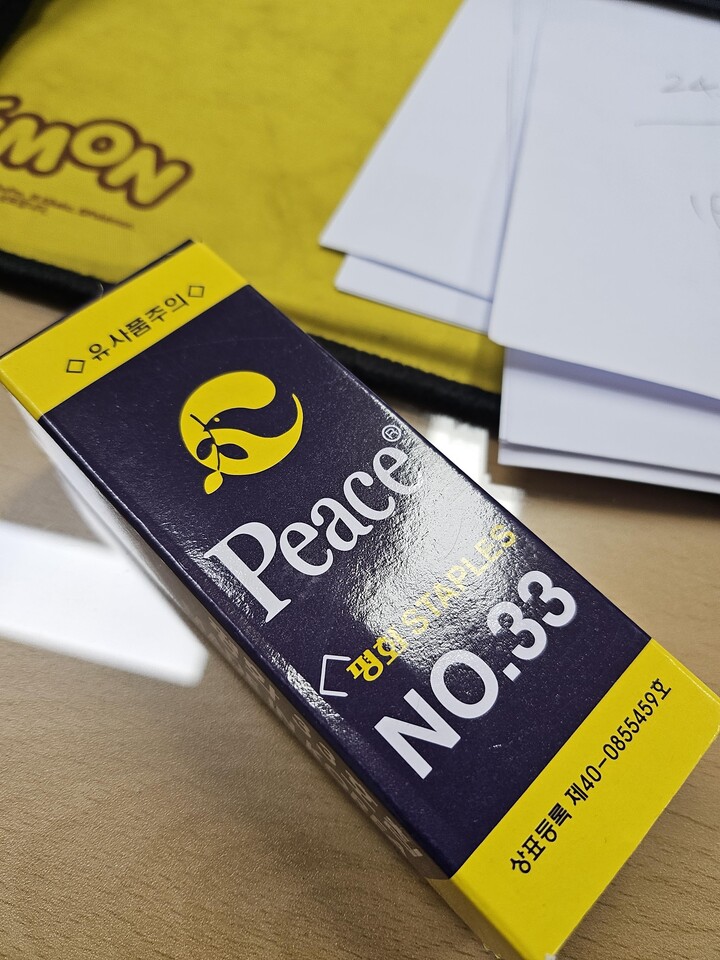 ◇유사품주의◇
Peace®
평화 STAPLES
NO.33
상표등록 제40-0855459호
MON
24